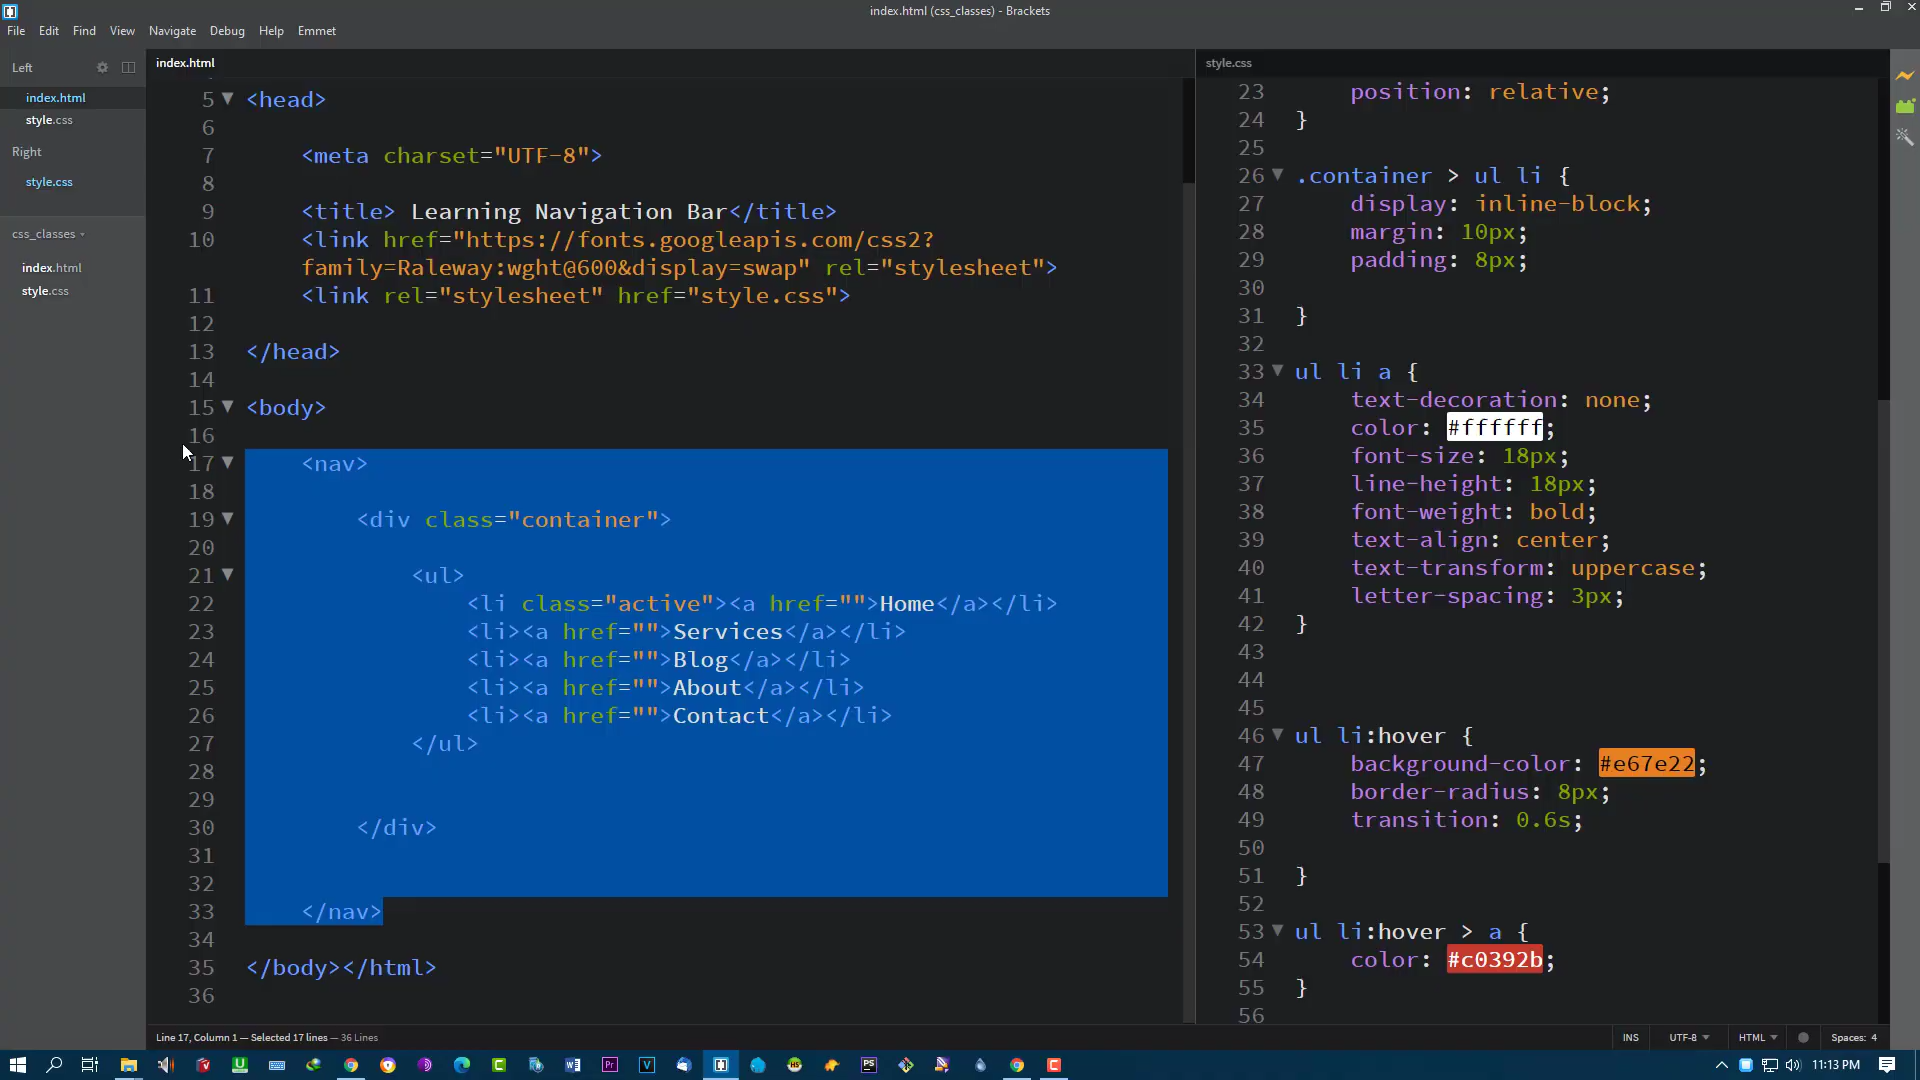 index.html (css_classes) - Brackets
File Edit Find View Navigate Debug Help Emmet
Left
index.html
style.css
Right
style.css
css_classes
index.html
style.css
index.html
5 <head>
6
7 <meta charset="UTF-8">
8
9 <title> Learning Navigation Bar</title>
10 <link href="https://fonts.googleapis.com/css2?
family=Raleway:wght@600&display=swap" rel="stylesheet">
11 <link rel="stylesheet" href="style.css">
12
13 </head>
14
15 <body>
16
17 <nav>
18
19 <div class="container">
20
21 <ul>
22 <li class="active"><a href="">Home</a></li>
23 <li><a href="">Services</a></li>
24 <li><a href="">Blog</a></li>
25 <li><a href="">About</a></li>
26 <li><a href="">Contact</a></li>
27 </ul>
28
29
30 </div>
31
32
33 </nav>
34
35 </body></html>
36
style.css
23 position: relative;
24 }
25
26 .container > ul li {
27 display: inline-block;
28 margin: 10px;
29 padding: 8px;
30
31 }
32
33 ul li a {
34 text-decoration: none;
35 color: #ffffff;
36 font-size: 18px;
37 line-height: 18px;
38 font-weight: bold;
39 text-align: center;
40 text-transform: uppercase;
41 letter-spacing: 3px;
42 }
43
44
45
46 ul li:hover {
47 background-color: #e67e22;
48 border-radius: 8px;
49 transition: 0.6s;
50
51 }
52
53 ul li:hover > a {
54 color: #c0392b;
55 }
56
Line 17, Column 1 — Selected 17 lines — 36 Lines
INS UTF-8 HTML Spaces: 4
11:13 PM